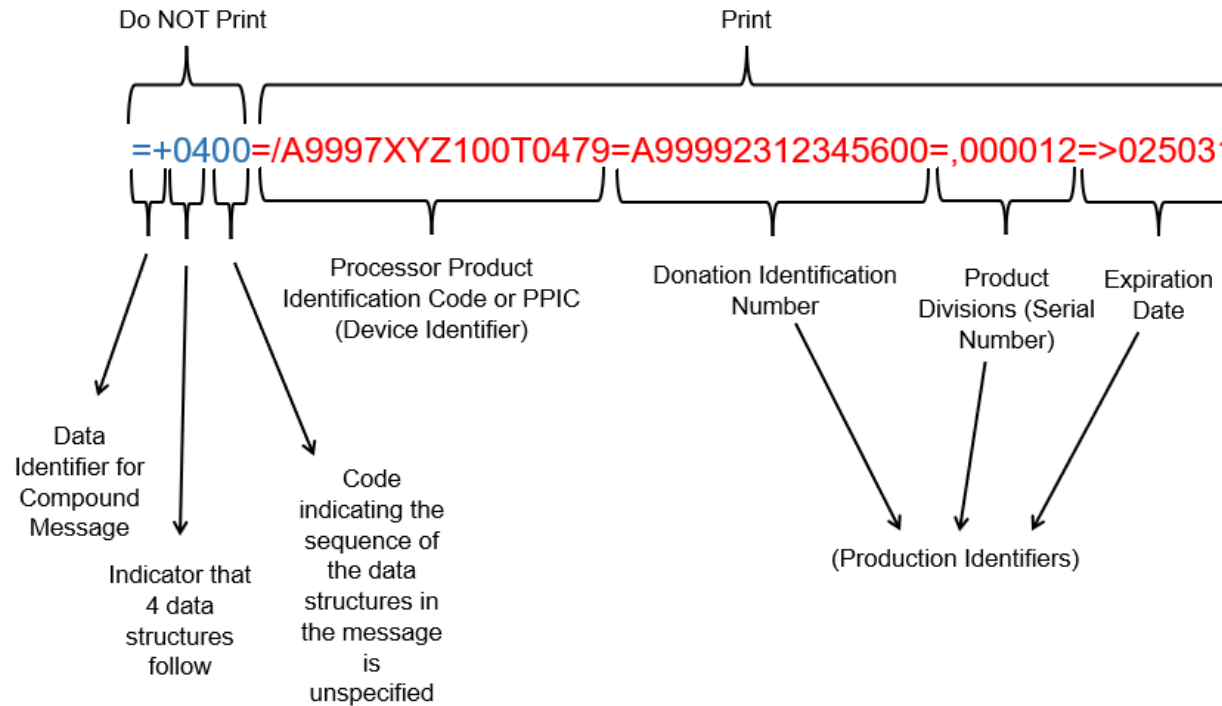 Do NOT Print
Print
=+0400=/A9997XYZ100T0479=A99992312345600=,000012=>025031
Processor Product
Identification Code or PPIC
(Device Identifier)
Donation Identification
Number
Product
Divisions (Serial
Number)
Expiration
Date
Data
Identifier for
Compound
Message
Indicator that
4 data
structures
follow
Code
indicating the
sequence of
the data
structures in
the message
is
unspecified
(Production Identifiers)